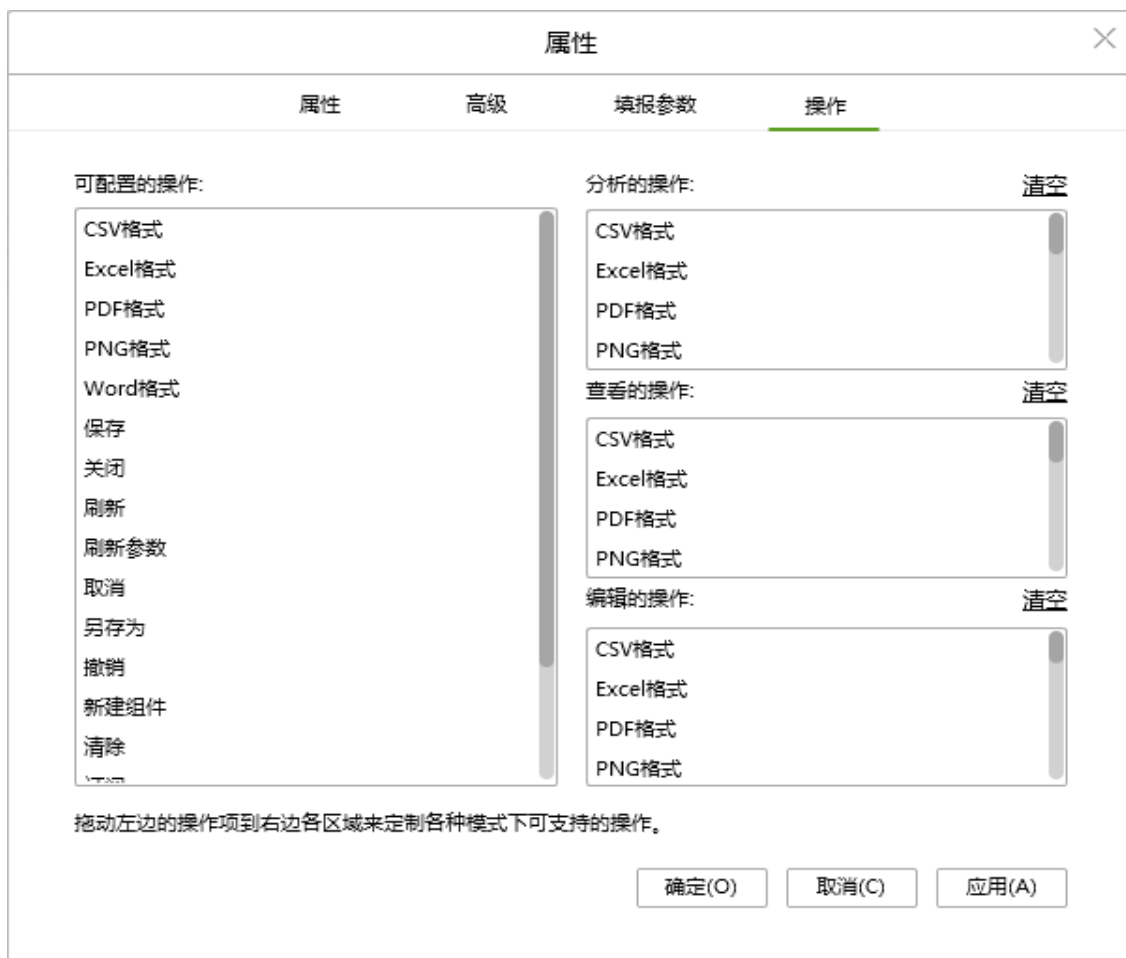 属性
属性 高级 填报参数 操作
可配置的操作:
CSV格式
Excel格式
PDF格式
PNG格式
Word格式
保存
关闭
刷新
刷新参数
取消
另存为
撤销
新建组件
清除
分析的操作: 清空
CSV格式
Excel格式
PDF格式
PNG格式
查看的操作: 清空
CSV格式
Excel格式
PDF格式
PNG格式
编辑的操作: 清空
CSV格式
Excel格式
PDF格式
PNG格式
拖动左边的操作项到右边各区域来定制各种模式下可支持的操作。
确定(O) 取消(C) 应用(A)